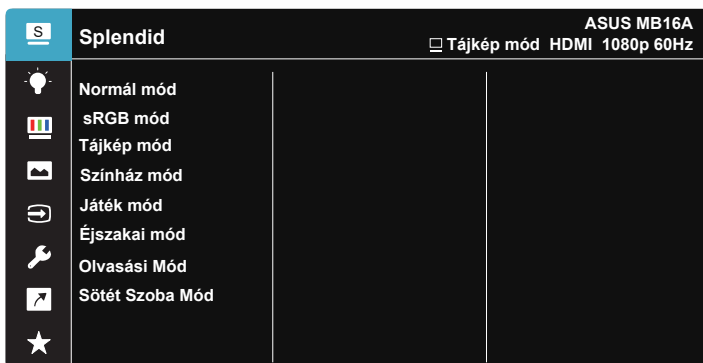 S
Splendid
ASUS MB16A
Tájkép mód HDMI 1080p 60Hz
Normál mód
sRGB mód
Tájkép mód
Színház mód
Játék mód
Éjszakai mód
Olvasási Mód
Sötét Szoba Mód